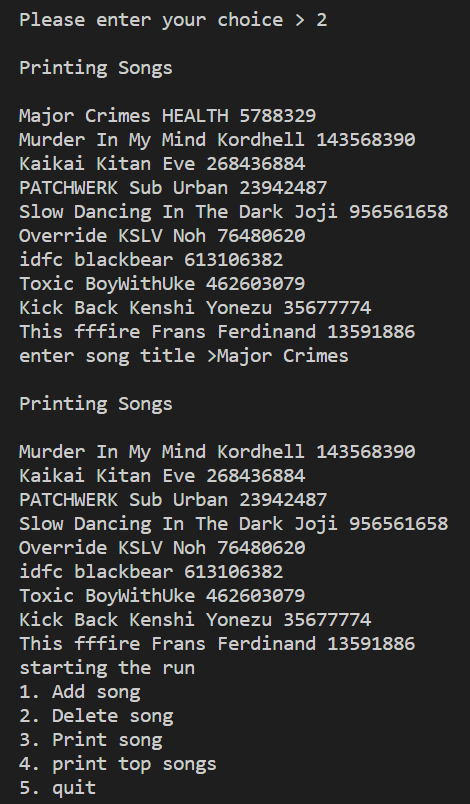 Please enter your choice > 2
Printing Songs
Major Crimes HEALTH 5788329
Murder In My Mind Kordhell 143568390
Kaikai Kitan Eve 268436884
PATCHWERK Sub Urban 23942487
Slow Dancing In The Dark Joji 956561658
Override KSLV Noh 76480620
idfc blackbear 613106382
Toxic BoyWithUke 462603079
Kick Back Kenshi Yonezu 35677774
This fffire Frans Ferdinand 13591886
enter song title >Major Crimes
Printing Songs
Murder In My Mind Kordhell 143568390
Kaikai Kitan Eve 268436884
PATCHWERK Sub Urban 23942487
Slow Dancing In The Dark Joji 956561658
Override KSLV Noh 76480620
idfc blackbear 613106382
Toxic BoyWithUke 462603079
Kick Back Kenshi Yonezu 35677774
This fffire Frans Ferdinand 13591886
starting the run
1. Add song
2. Delete song
3. Print song
4. print top songs
5. quit